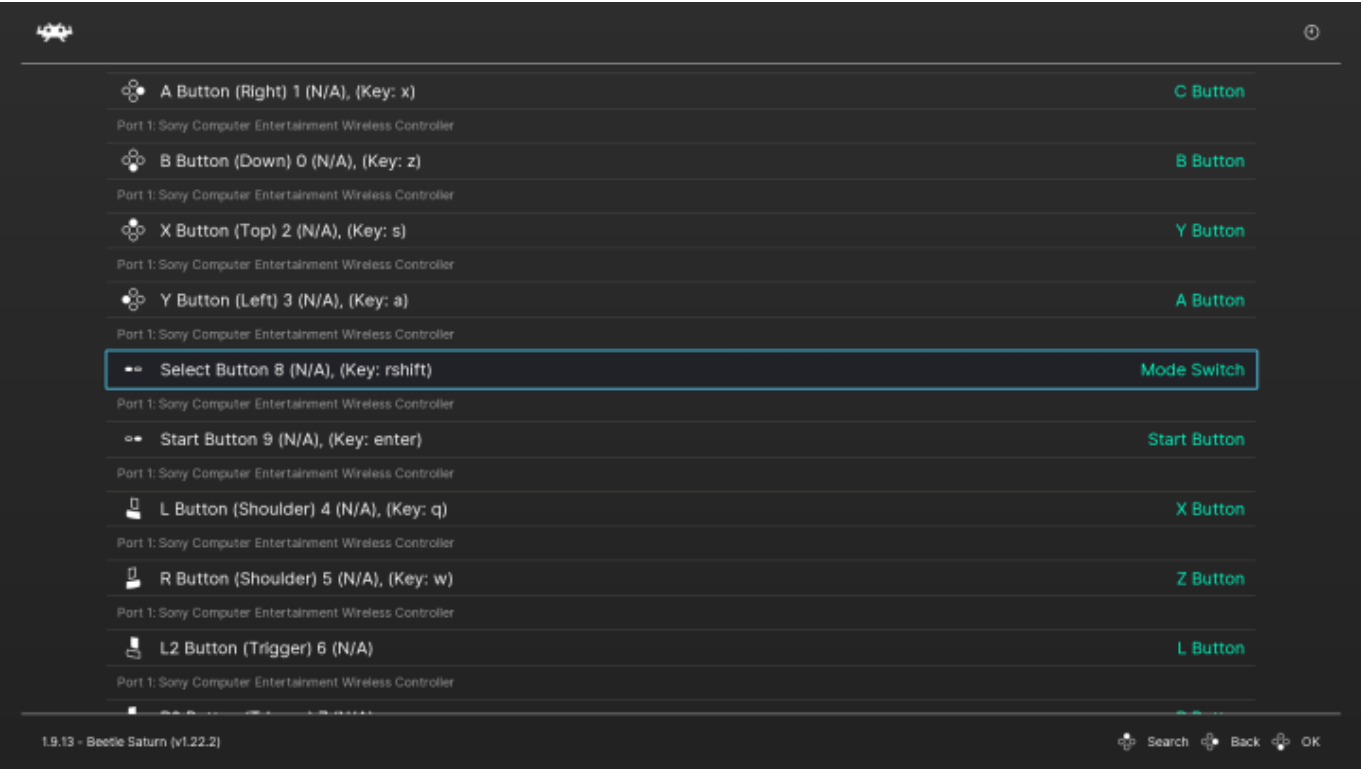 A Button (Right) 1 (N/A), (Key: x) C Button
Port 1: Sony Computer Entertainment Wireless Controller
B Button (Down) 0 (N/A), (Key: z) B Button
Port 1: Sony Computer Entertainment Wireless Controller
X Button (Top) 2 (N/A), (Key: s) Y Button
Port 1: Sony Computer Entertainment Wireless Controller
Y Button (Left) 3 (N/A), (Key: a) A Button
Port 1: Sony Computer Entertainment Wireless Controller
Select Button 8 (N/A), (Key: rshift) Mode Switch
Port 1: Sony Computer Entertainment Wireless Controller
Start Button 9 (N/A), (Key: enter) Start Button
Port 1: Sony Computer Entertainment Wireless Controller
L Button (Shoulder) 4 (N/A), (Key: q) X Button
Port 1: Sony Computer Entertainment Wireless Controller
R Button (Shoulder) 5 (N/A), (Key: w) Z Button
Port 1: Sony Computer Entertainment Wireless Controller
L2 Button (Trigger) 6 (N/A) L Button
Port 1: Sony Computer Entertainment Wireless Controller
1.9.13 - Beetle Saturn (v1.22.2) Search Back OK